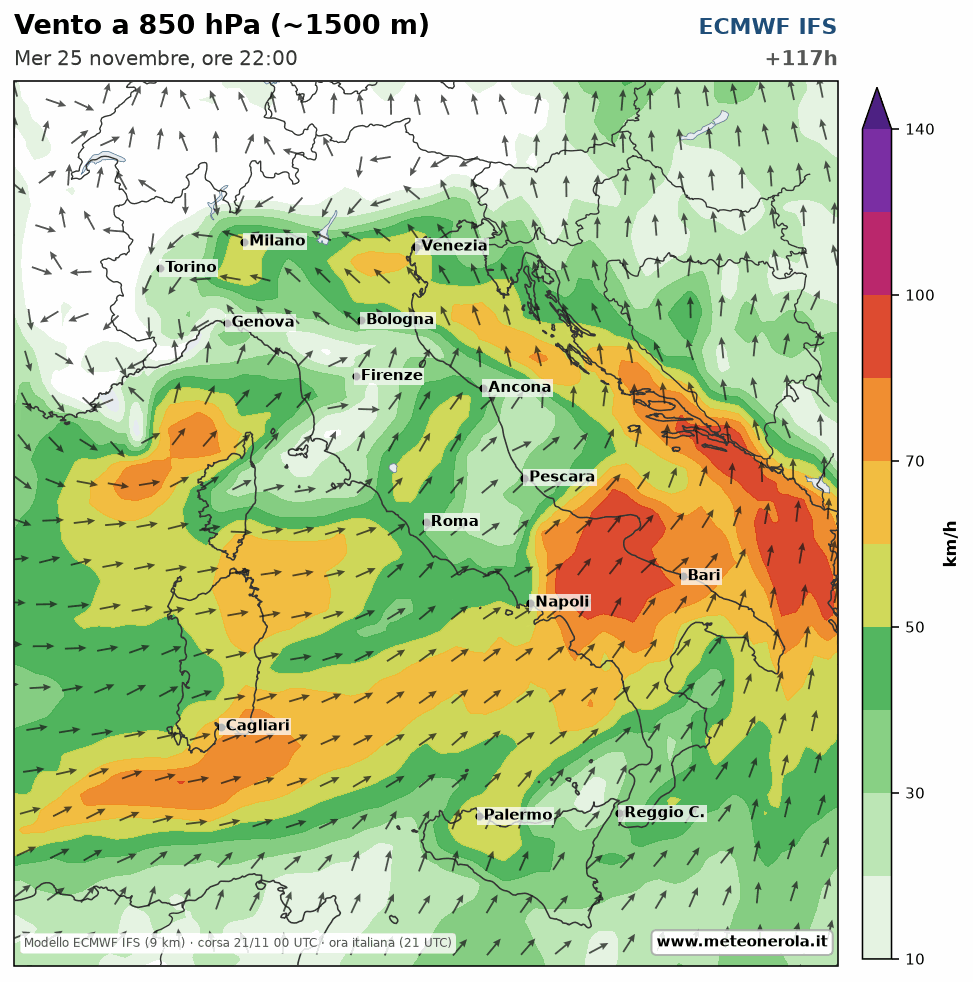 Vento a 850 hPa (~1500 m)
ECMWF IFS
Mer 25 novembre, ore 22:00
+117h
Milano
Venezia
Torino
Genova
Bologna
Firenze
Ancona
Pescara
Roma
Bari
Napoli
Cagliari
Palermo
Reggio C.
140
100
70
50
30
10
km/h
Modello ECMWF IFS (9 km) · corsa 21/11 00 UTC · ora italiana (21 UTC)
www.meteonerola.it